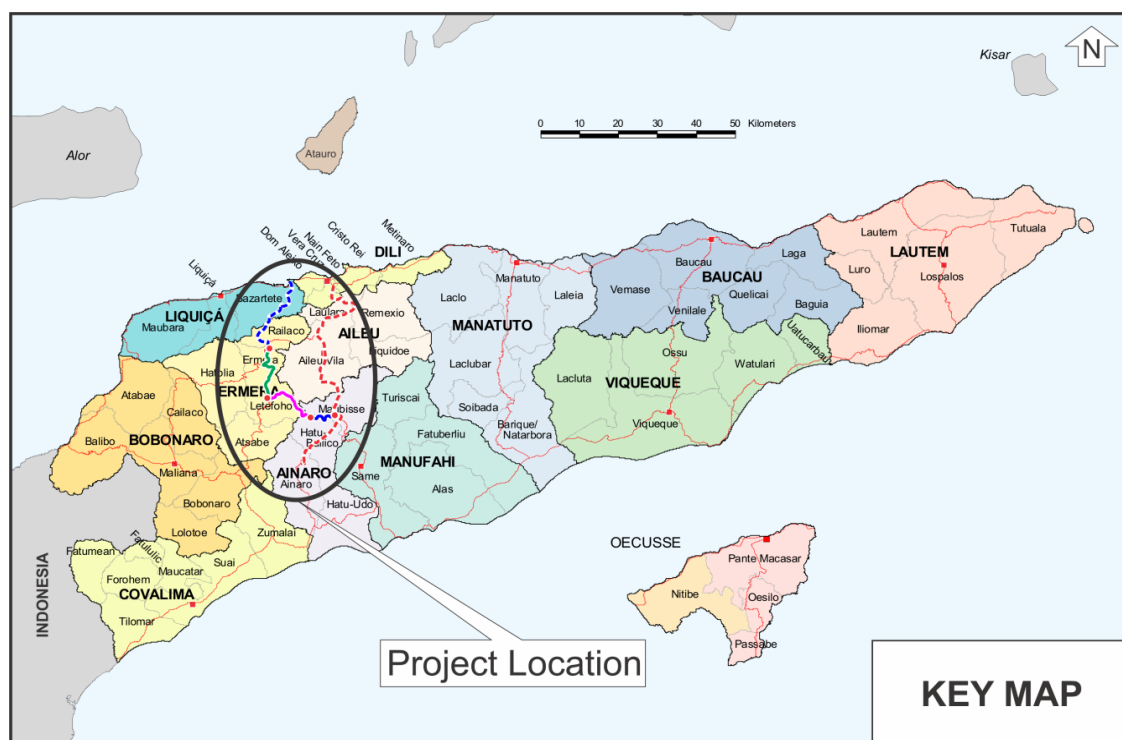 N
Kisar
0 10 20 30 40 50 Kilometers
Alor
Atauro
Metinaro
Cristo Rei
Nain Feto
Vera Cruz
Dom Aleixo
DILI
Lautem
Tutuala
LAUTEM
Luro
Lospalos
Iliomar
Baucau
Laga
BAUCAU
Vemase
Quelicai
Baguia
Venilale
Manatuto
Laclo
Laleia
MANATUTO
Laclubar
Soibada
Barique/
Natarbora
Uatucarbau
Ossu
Watulari
Lacluta
VIQUEQUE
Viqueque
Liquiçá
Bazartete
LIQUIÇÁ
Maubara
Laulara
Remexio
AILEU
Liquidoe
Aileu Vila
Railaco
Ermera
Hatolia
ERMERA
Letefoho
Atsabe
Maubisse
Hatu
Builico
AINARO
Ainaro
Hatu-Udo
Turiscai
Fatuberliu
MANUFAHI
Same
Alas
Atabae
Cailaco
Balibo
BOBONARO
Maliana
Bobonaro
Lolotoe
Zumalai
Fatumean
Fatululic
Suai
Maucatar
Forohem
COVALIMA
Tilomar
INDONESIA
OECUSSE
Pante Macasar
Nitibe
Oesilo
Passabe
Project Location
KEY MAP